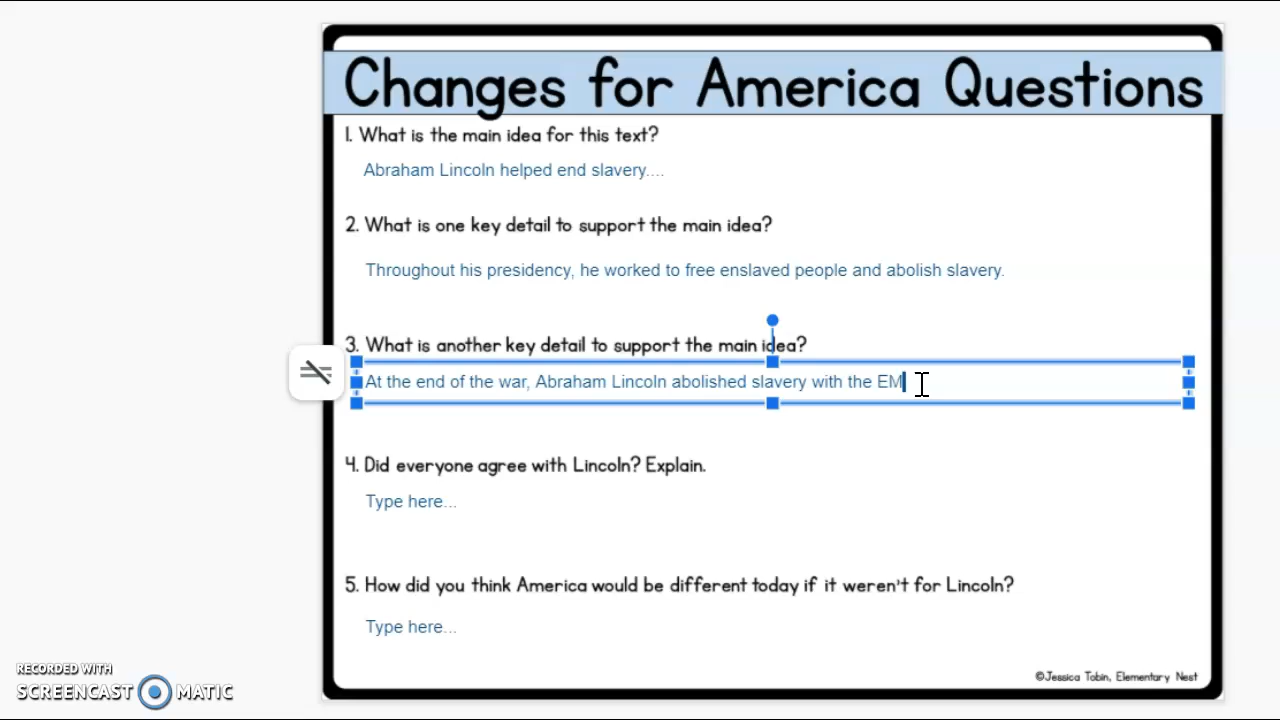 Changes for America Questions
1. What is the main idea for this text?
Abraham Lincoln helped end slavery....
2. What is one key detail to support the main idea?
Throughout his presidency, he worked to free enslaved people and abolish slavery.
3. What is another key detail to support the main idea?
At the end of the war, Abraham Lincoln abolished slavery with the EM
4. Did everyone agree with Lincoln? Explain.
Type here...
5. How did you think America would be different today if it weren't for Lincoln?
Type here...
©Jessica Tobin, Elementary Nest
RECORDED WITH
SCREENCAST MATIC